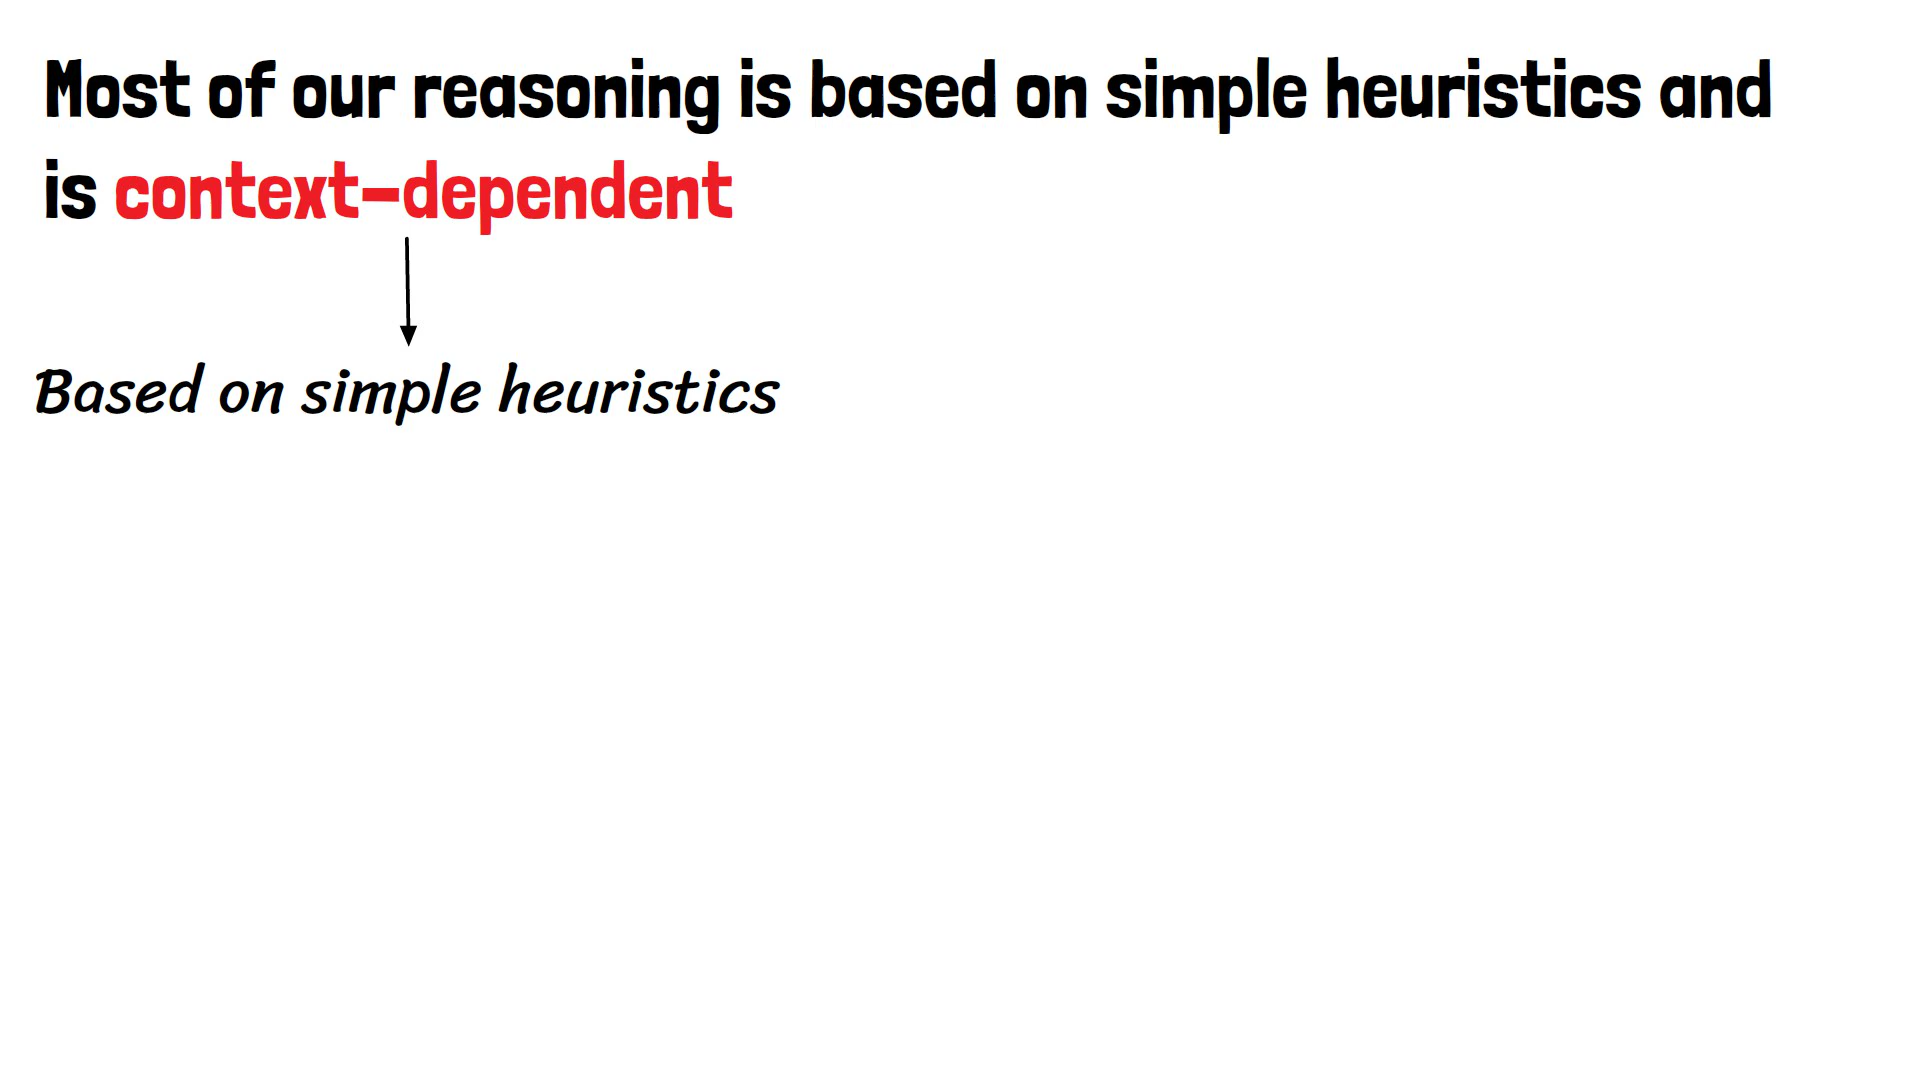 Most of our reasoning is based on simple heuristics and
is context-dependent
Based on simple heuristics